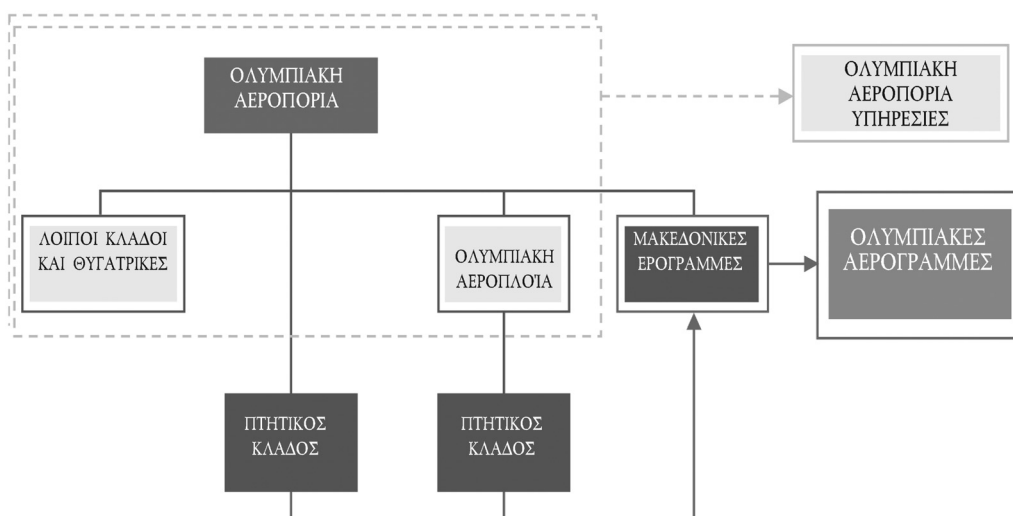 ΟΛΥΜΠΙΑΚΗ
ΑΕΡΟΠΟΡΙΑ
ΟΛΥΜΠΙΑΚΗ
ΑΕΡΟΠΟΡΙΑ
ΥΠΗΡΕΣΙΕΣ
ΛΟΙΠΟΙ ΚΛΑΔΟΙ
ΚΑΙ ΘΥΓΑΤΡΙΚΕΣ
ΟΛΥΜΠΙΑΚΗ
ΑΕΡΟΠΛΟΪΑ
ΜΑΚΕΔΟΝΙΚΕΣ
ΕΡΟΓΡΑΜΜΕΣ
ΟΛΥΜΠΙΑΚΕΣ
ΑΕΡΟΓΡΑΜΜΕΣ
ΠΤΗΤΙΚΟΣ
ΚΛΑΔΟΣ
ΠΤΗΤΙΚΟΣ
ΚΛΑΔΟΣ